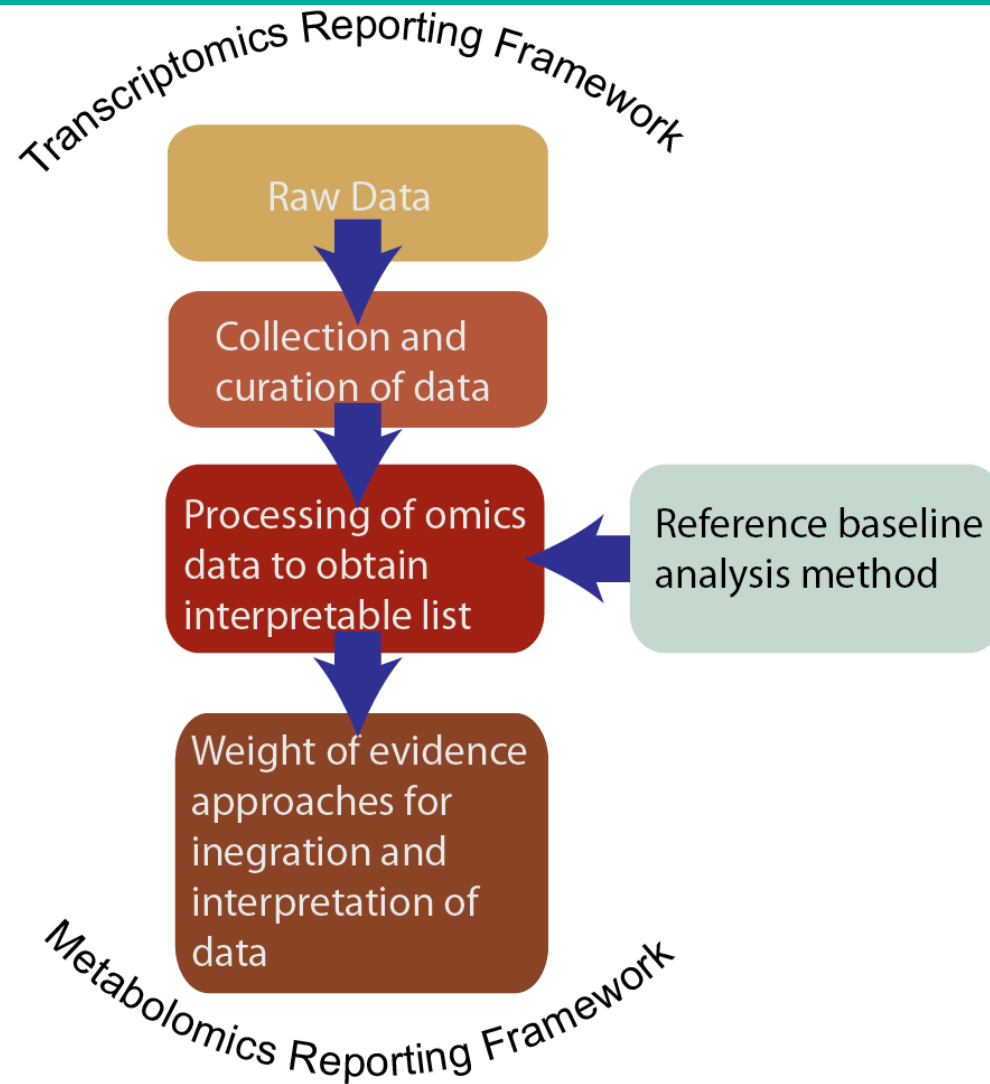 Transcriptomics Reporting Framework
Raw Data
Collection and
curation of data
Processing of omics
data to obtain
interpretable list
Reference baseline
analysis method
Weight of evidence
approaches for
inegration and
interpretation of
data
Metabolomics Reporting Framework